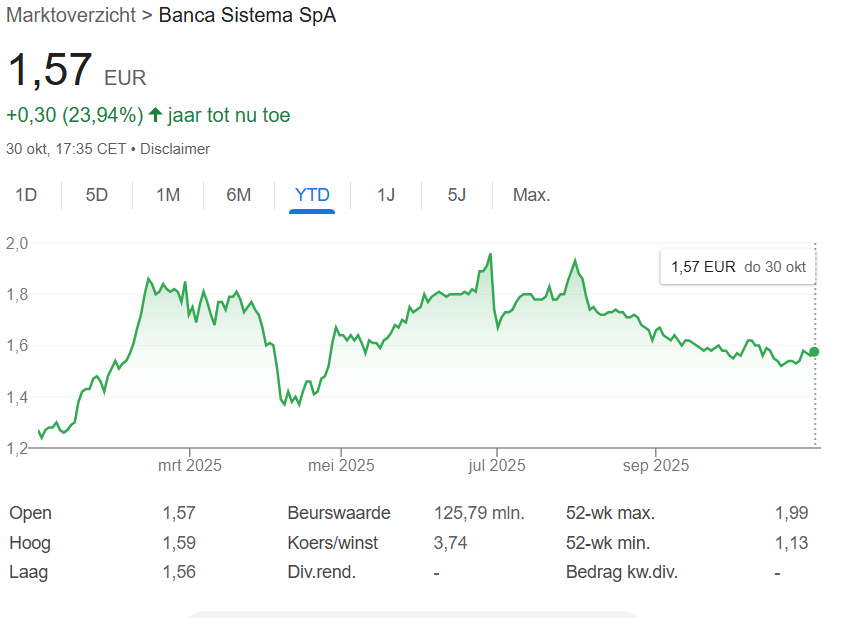 Marktoverzicht > Banca Sistema SpA
1,57 EUR
+0,30 (23,94%) ↑ jaar tot nu toe
30 okt, 17:35 CET • Disclaimer
1D 5D 1M 6M YTD 1J 5J Max.
2,0
1,57 EUR do 30 okt
1,8
1,6
1,4
1,2
mrt 2025 mei 2025 jul 2025 sep 2025
Open 1,57 Beurswaarde 125,79 mln. 52-wk max. 1,99
Hoog 1,59 Koers/winst 3,74 52-wk min. 1,13
Laag 1,56 Div.rend. - Bedrag kw.div. -